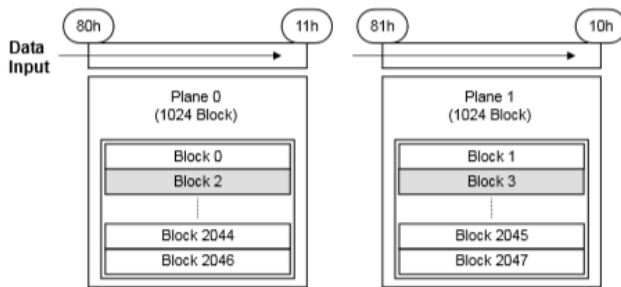 80h 11h 81h 10h
Data
Input
Plane 0
(1024 Block)
Block 0
Block 2
Block 2044
Block 2046
Plane 1
(1024 Block)
Block 1
Block 3
Block 2045
Block 2047